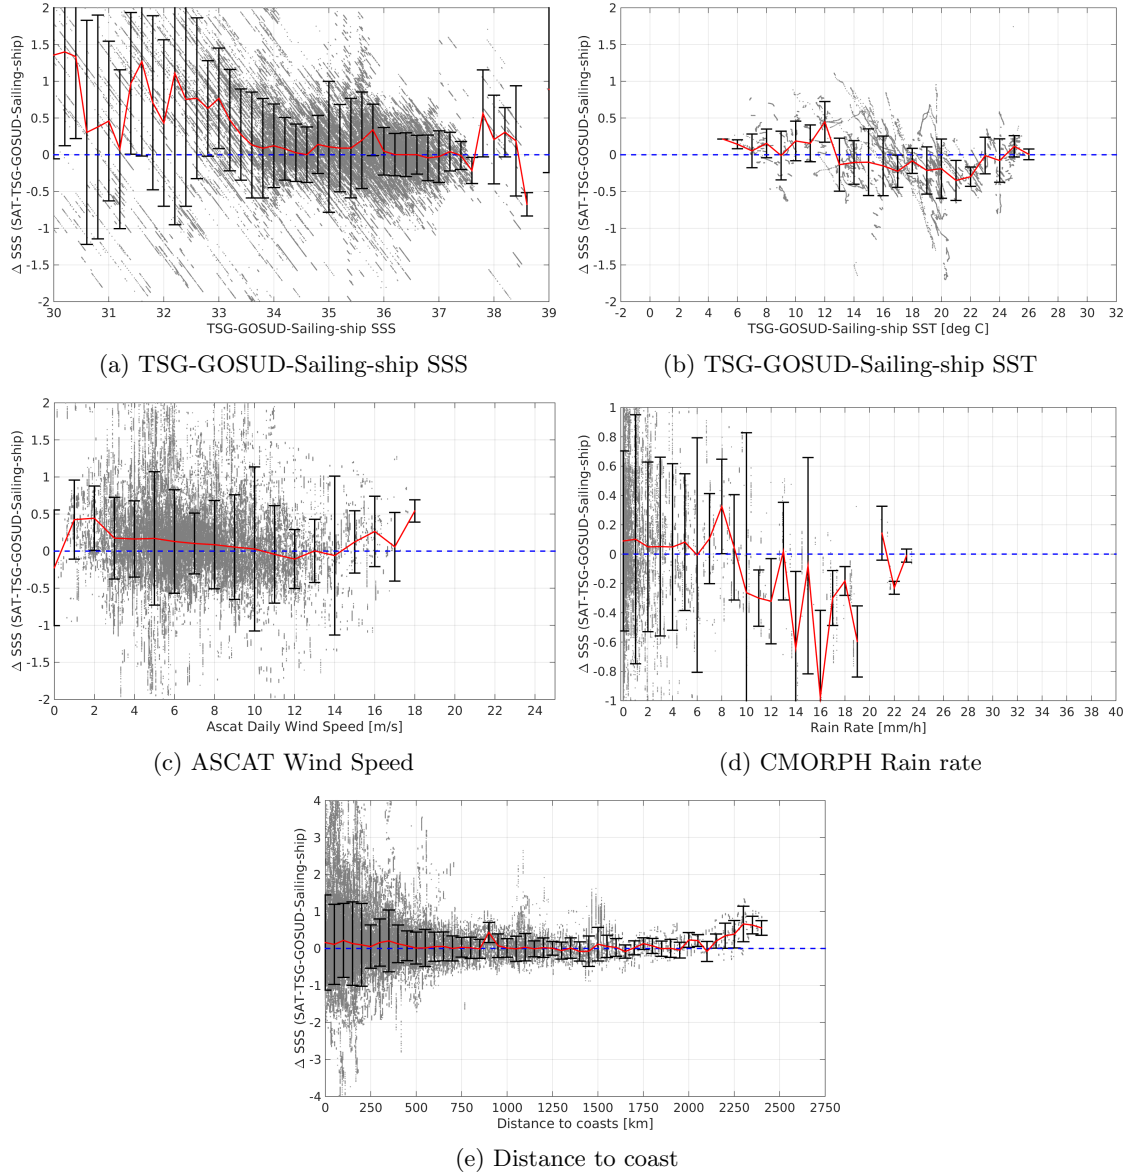 2
1.5
1
0.5
0
-0.5
-1
-1.5
-2
Δ SSS (SAT-TSG-GOSUD-Sailing-ship)
30 31 32 33 34 35 36 37 38 39
TSG-GOSUD-Sailing-ship SSS
(a) TSG-GOSUD-Sailing-ship SSS
2
1.5
1
0.5
0
-0.5
-1
-1.5
-2
Δ SSS (SAT-TSG-GOSUD-Sailing-ship)
-2 0 2 4 6 8 10 12 14 16 18 20 22 24 26 28 30 32
TSG-GOSUD-Sailing-ship SST [deg C]
(b) TSG-GOSUD-Sailing-ship SST
2
1.5
1
0.5
0
-0.5
-1
-1.5
-2
Δ SSS (SAT-TSG-GOSUD-Sailing-ship)
0 2 4 6 8 10 12 14 16 18 20 22 24
Ascat Daily Wind Speed [m/s]
(c) ASCAT Wind Speed
1
0.8
0.6
0.4
0.2
0
-0.2
-0.4
-0.6
-0.8
-1
Δ SSS (SAT-TSG-GOSUD-Sailing-ship)
0 2 4 6 8 10 12 14 16 18 20 22 24 26 28 30 32 34 36 38 40
Rain Rate [mm/h]
(d) CMORPH Rain rate
4
3
2
1
0
-1
-2
-3
-4
Δ SSS (SAT-TSG-GOSUD-Sailing-ship)
0 250 500 750 1000 1250 1500 1750 2000 2250 2500 2750
Distance to coasts [km]
(e) Distance to coast